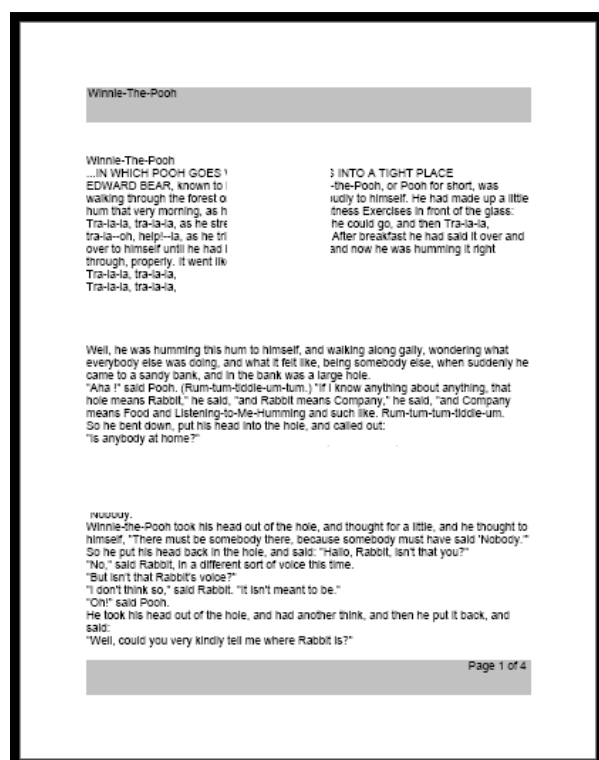 Winnie-The-Pooh
Winnie-The-Pooh
...IN WHICH POOH GOES INTO A TIGHT PLACE
EDWARD BEAR, known to -the-Pooh, or Pooh for short, was
walking through the forest to himself. He had made up a little
hum that very morning, as Exercises in front of the glass:
Tra-la-la, tra-la-la, as he he could go, and then Tra-la-la,
tra-la--oh, help!--la, as he After breakfast he had said it over and
over to himself until he had and now he was humming it right
through, properly. It went
Tra-la-la, tra-la-la,
Tra-la-la, tra-la-la,
Well, he was humming this hum to himself, and walking along gaily, wondering what
everybody else was doing, and what it felt like, being somebody else, when suddenly he
came to a sandy bank, and in the bank was a large hole.
"Aha !" said Pooh. (Rum-tum-tiddle-um-tum.) "If I know anything about anything, that
hole means Rabbit," he said, "and Rabbit means Company," he said, "and Company
means Food and Listening-to-Me-Humming and such like. Rum-tum-tum-tiddle-um.
So he bent down, put his head into the hole, and called out:
"Is anybody at home?"
"Nobody."
Winnie-the-Pooh took his head out of the hole, and thought for a little, and he thought to
himself, "There must be somebody there, because somebody must have said 'Nobody.'"
So he put his head back in the hole, and said: "Hallo, Rabbit, isn't that you?"
"No," said Rabbit, in a different sort of voice this time.
"But isn't that Rabbit's voice?"
"I don't think so," said Rabbit. "It isn't meant to be."
"Oh!" said Pooh.
He took his head out of the hole, and had another think, and then he put it back, and
said:
"Well, could you very kindly tell me where Rabbit is?"
Page 1 of 4